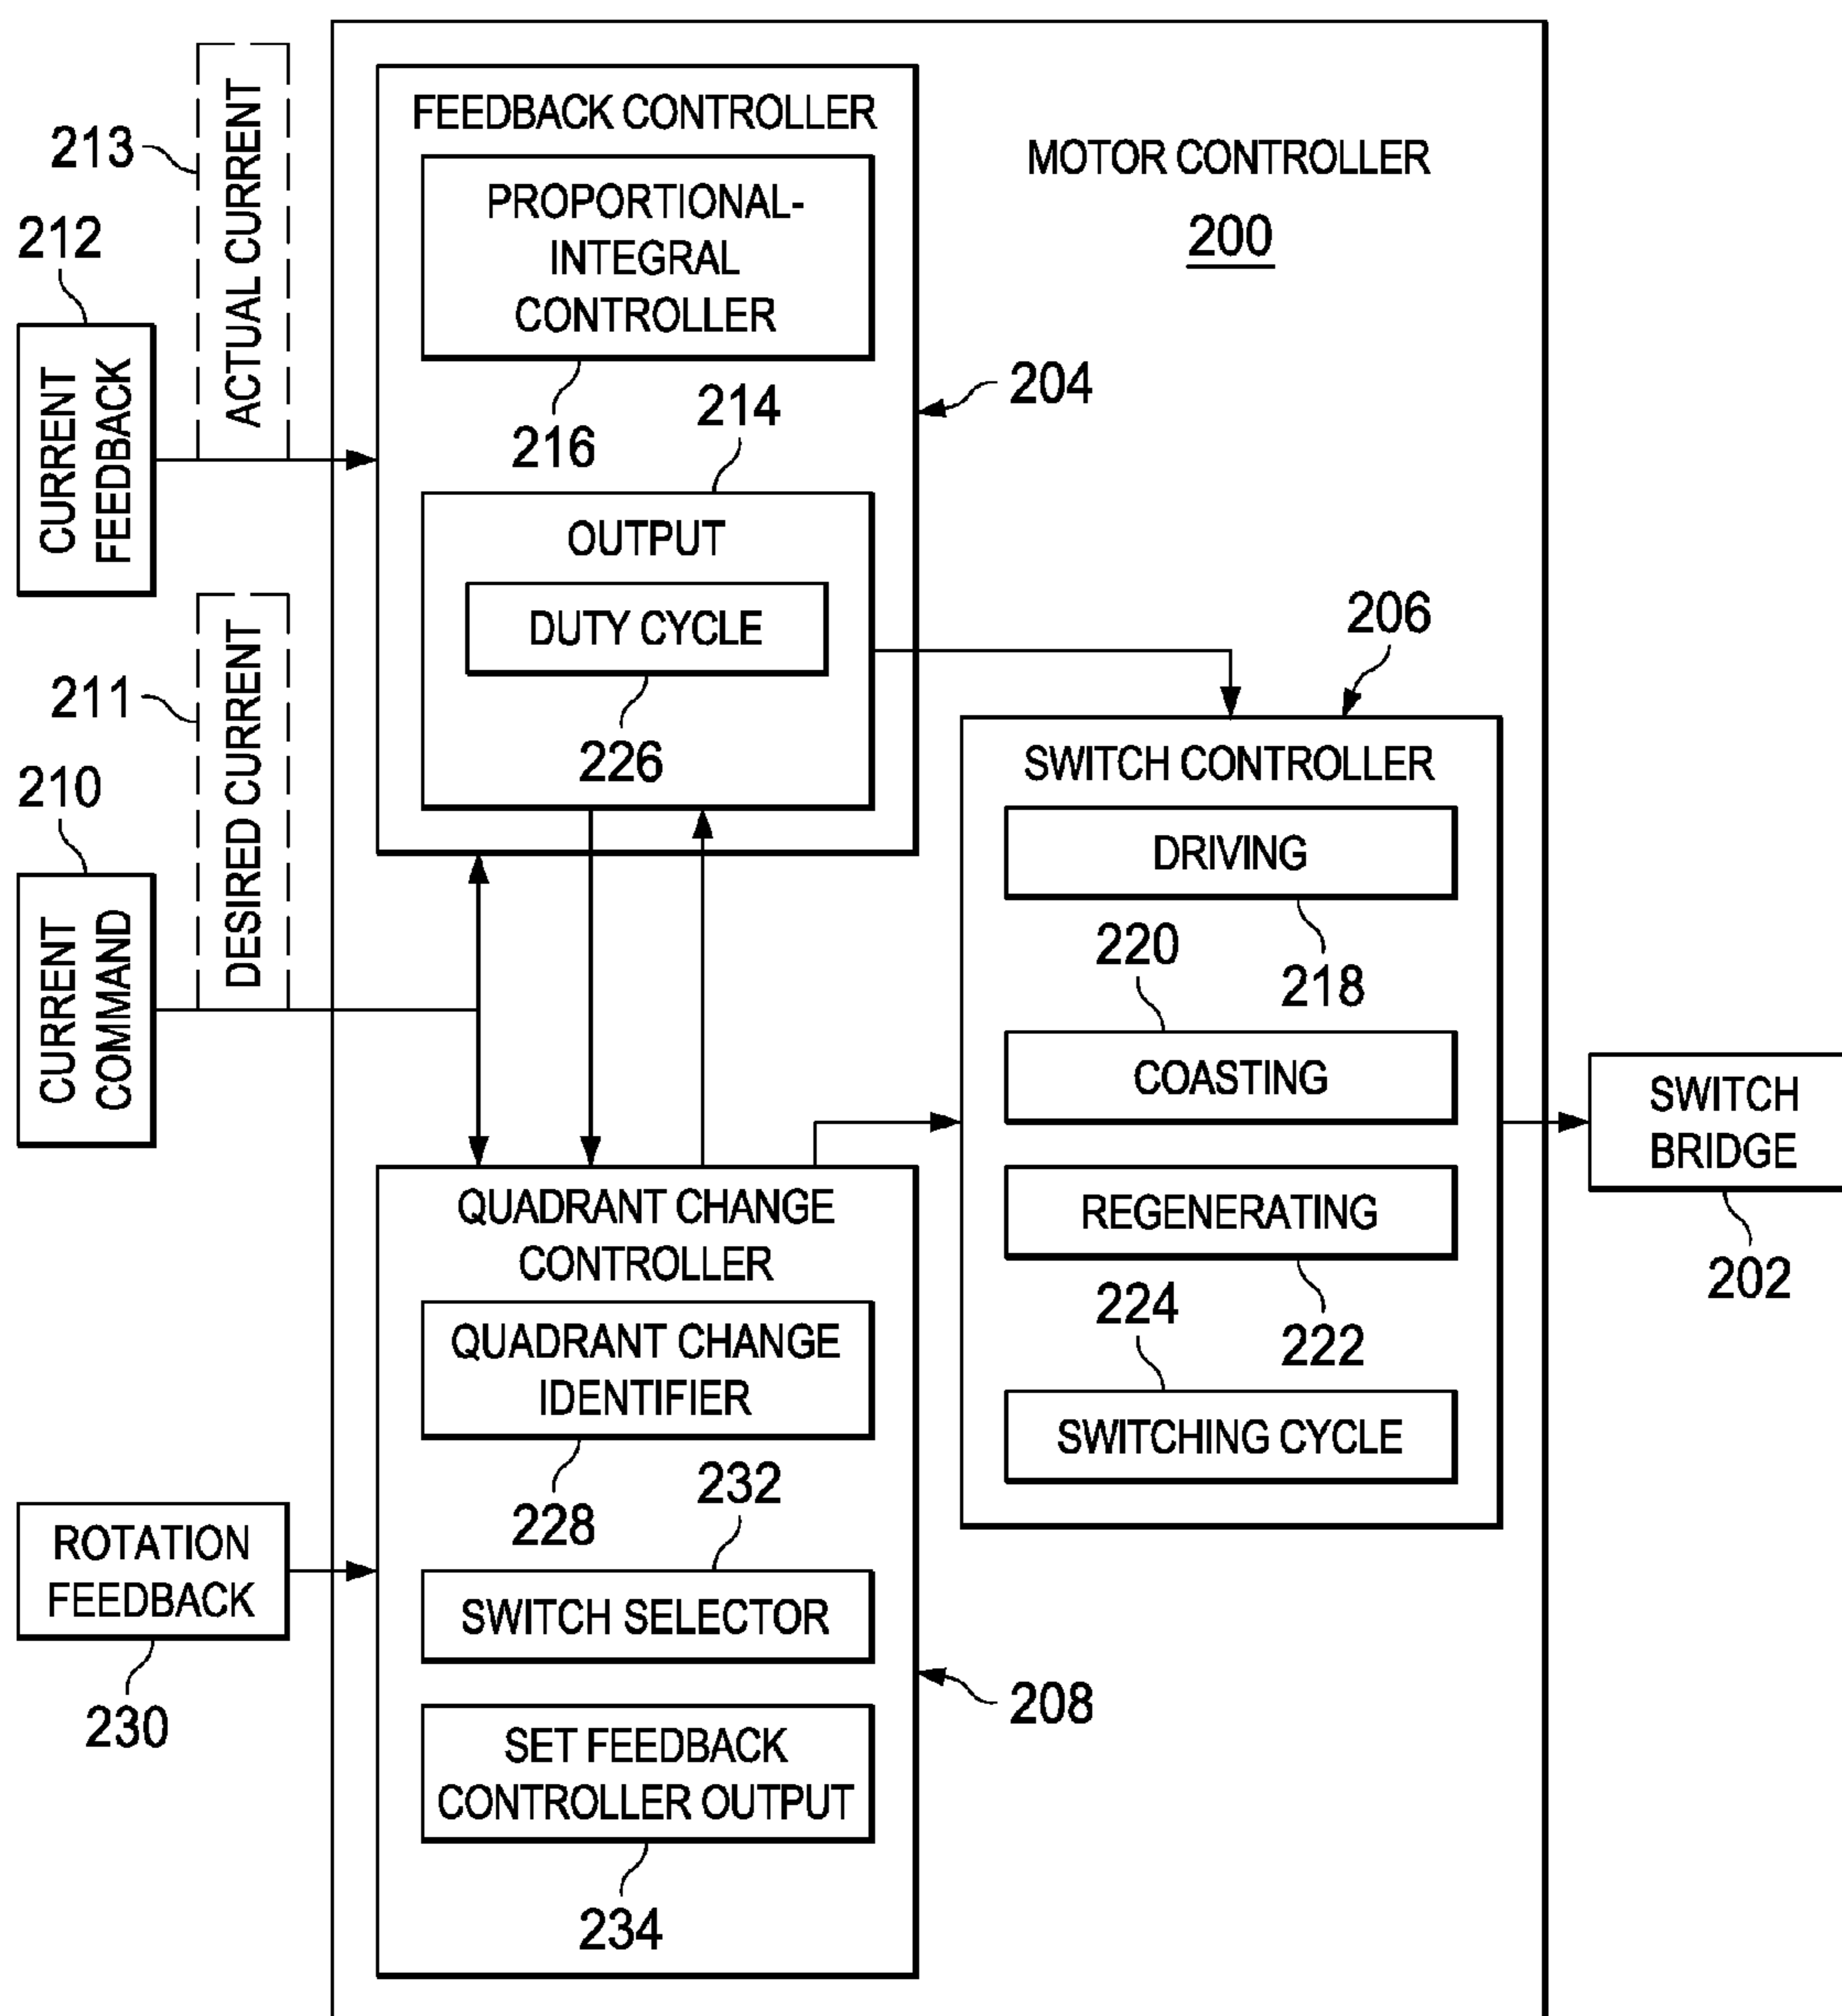 MOTOR CONTROLLER
200
FEEDBACK CONTROLLER
PROPORTIONAL-
INTEGRAL
CONTROLLER
216
204
214
OUTPUT
DUTY CYCLE
226
213
ACTUAL CURRENT
212
CURRENT
FEEDBACK
211
DESIRED CURRENT
210
CURRENT
COMMAND
206
SWITCH CONTROLLER
DRIVING
218
220
COASTING
REGENERATING
222
224
SWITCHING CYCLE
SWITCH
BRIDGE
202
QUADRANT CHANGE
CONTROLLER
QUADRANT CHANGE
IDENTIFIER
228
232
SWITCH SELECTOR
208
SET FEEDBACK
CONTROLLER OUTPUT
234
ROTATION
FEEDBACK
230